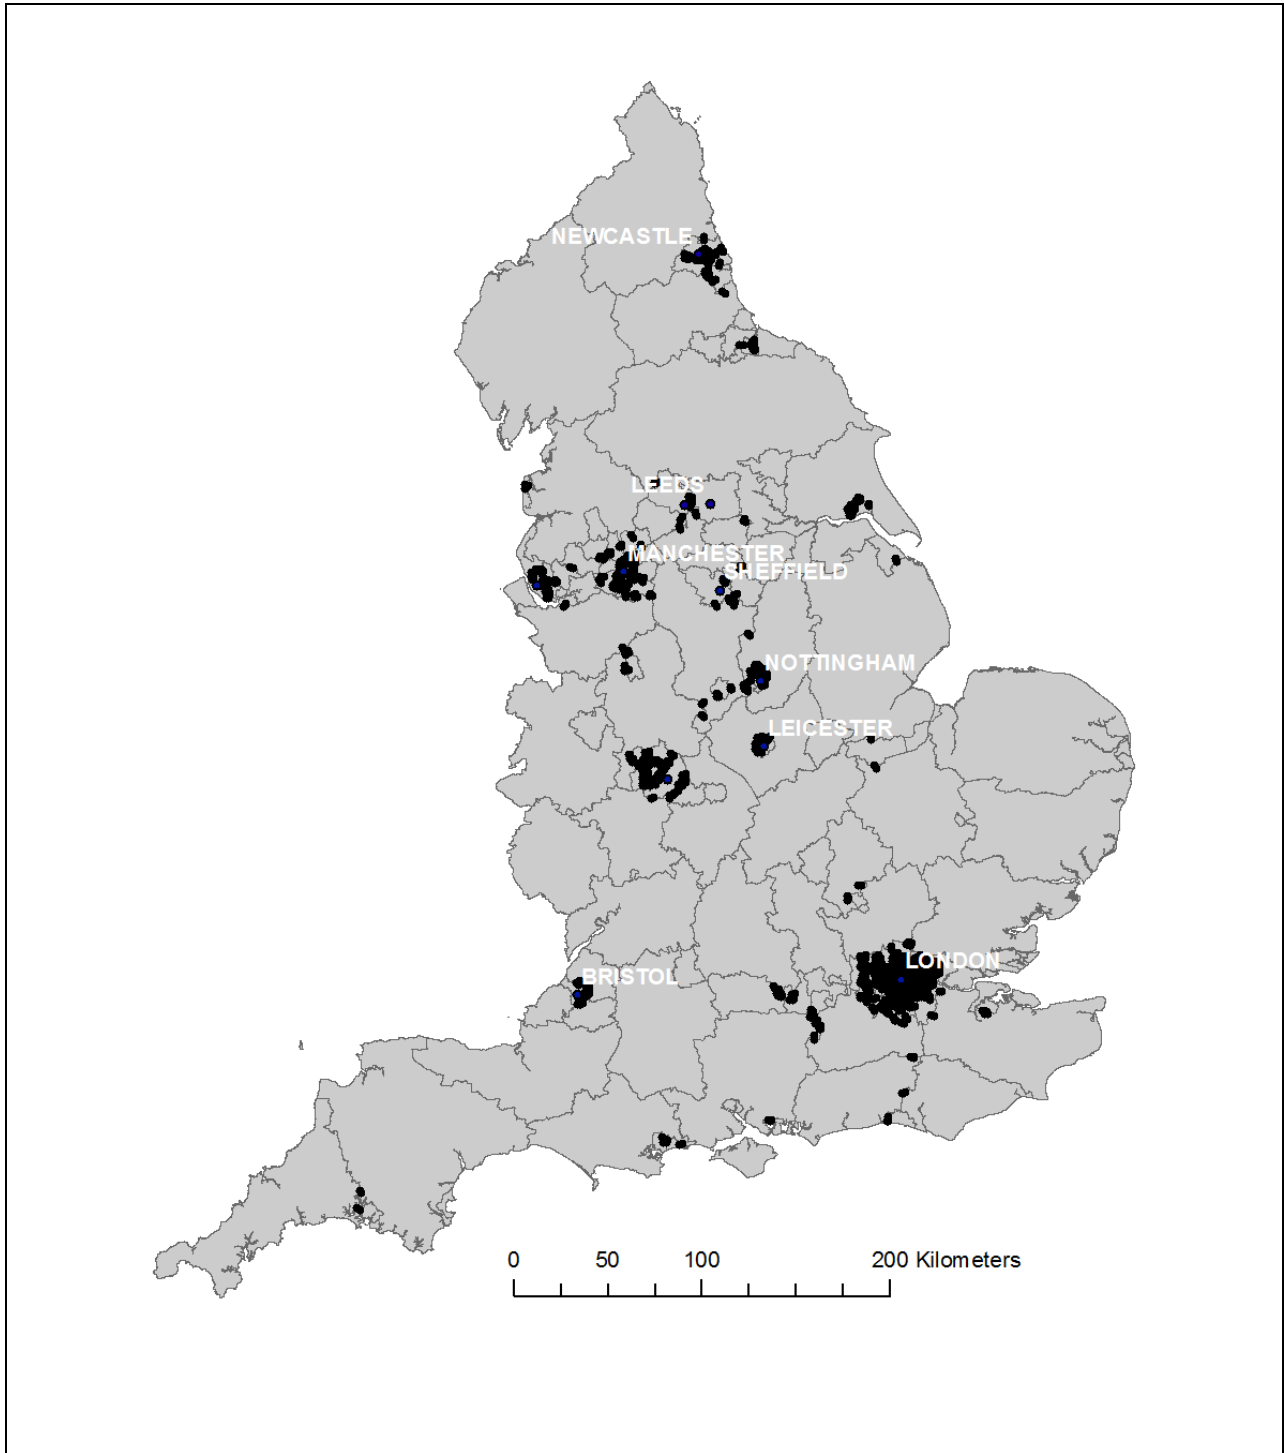 NEWCASTLE
LEEDS
MANCHESTER
SHEFFIELD
NOTTINGHAM
LEICESTER
LONDON
BRISTOL
0 50 100 200 Kilometers